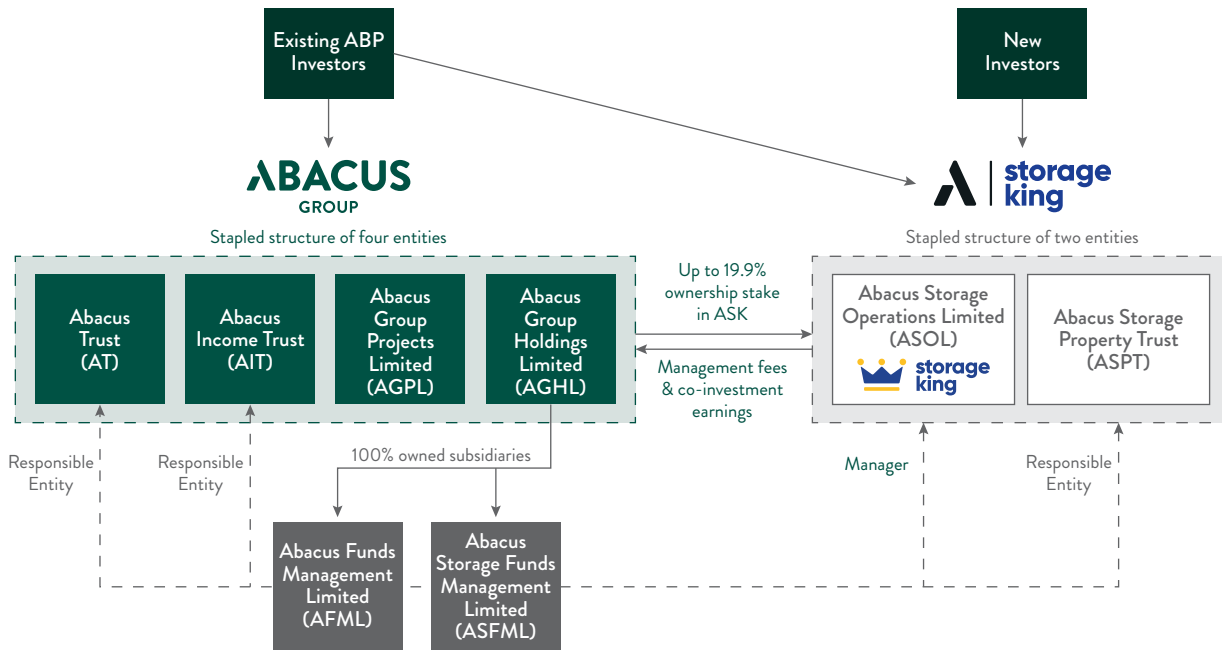 Existing ABP
Investors
New
Investors
ABACUS
GROUP
storage
king
Stapled structure of four entities
Stapled structure of two entities
Abacus
Trust
(AT)
Abacus
Income Trust
(AIT)
Abacus
Group
Projects
Limited
(AGPL)
Abacus
Group
Holdings
Limited
(AGHL)
Up to 19.9%
ownership stake
in ASK
Management fees
& co-investment
earnings
Abacus Storage
Operations Limited
(ASOL)
storage
king
Abacus Storage
Property Trust
(ASPT)
Responsible
Entity
Responsible
Entity
100% owned subsidiaries
Manager
Responsible
Entity
Abacus Funds
Management
Limited
(AFML)
Abacus
Storage Funds
Management
Limited
(ASFML)